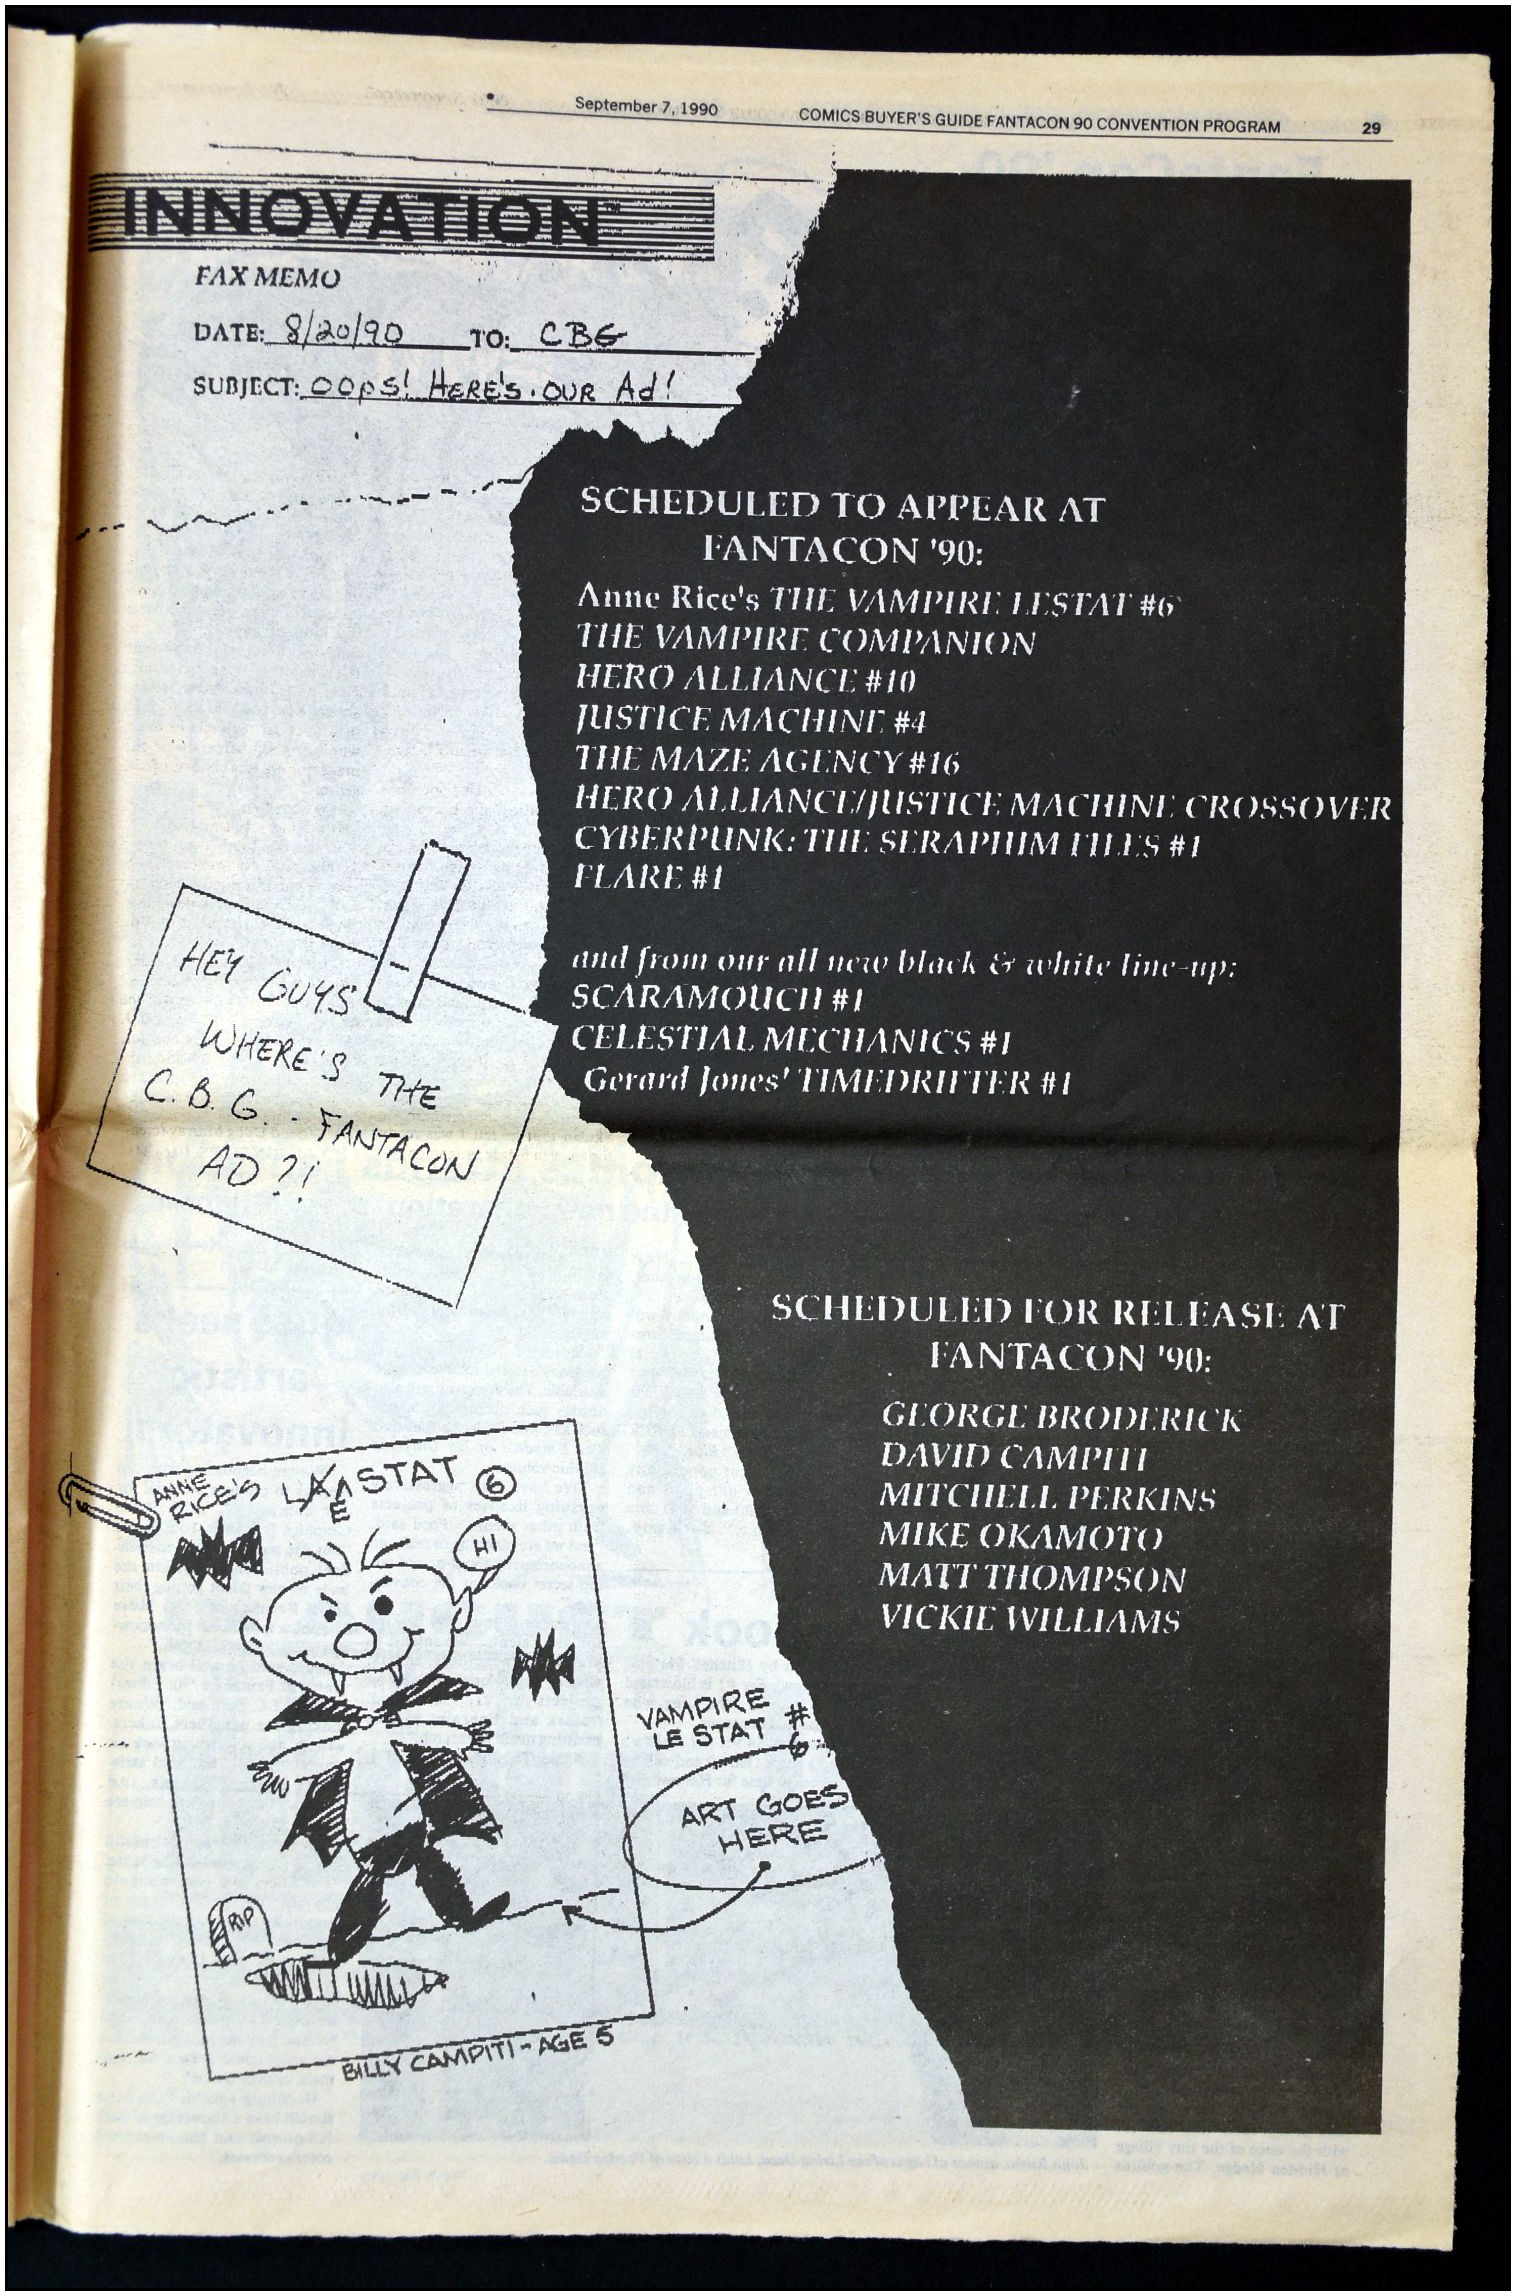 September 7, 1990 COMICS BUYER'S GUIDE FANTACON 90 CONVENTION PROGRAM 29
INNOVATION™
FAX MEMO
DATE: 8/20/90 TO: CBG
SUBJECT: OOPS! HERE'S OUR Ad!
SCHEDULED TO APPEAR AT
FANTACON '90:
Anne Rice's THE VAMPIRE LESTAT #6
THE VAMPIRE COMPANION
HERO ALLIANCE #10
JUSTICE MACHINE #4
THE MAZE AGENCY #16
HERO ALLIANCE/JUSTICE MACHINE CROSSOVER
CYBERPUNK: THE SERAPHIM FILES #1
FLARE #1
and from our all new black & white line-up:
SCARAMOUCH #1
CELESTIAL MECHANICS #1
Gerard Jones' TIMEDRIFTER #1
HEY GUYS
WHERE'S THE
C.B.G. - FANTACON
AD?!
SCHEDULED FOR RELEASE AT
FANTACON '90:
GEORGE BRODERICK
DAVID CAMPITI
MITCHELL PERKINS
MIKE OKAMOTO
MATT THOMPSON
VICKIE WILLIAMS
ANNE
RICE'S LESTAT 6
HI
RIP
BILLY CAMPITI - AGE 5
VAMPIRE
LE STAT #
6
ART GOES
HERE